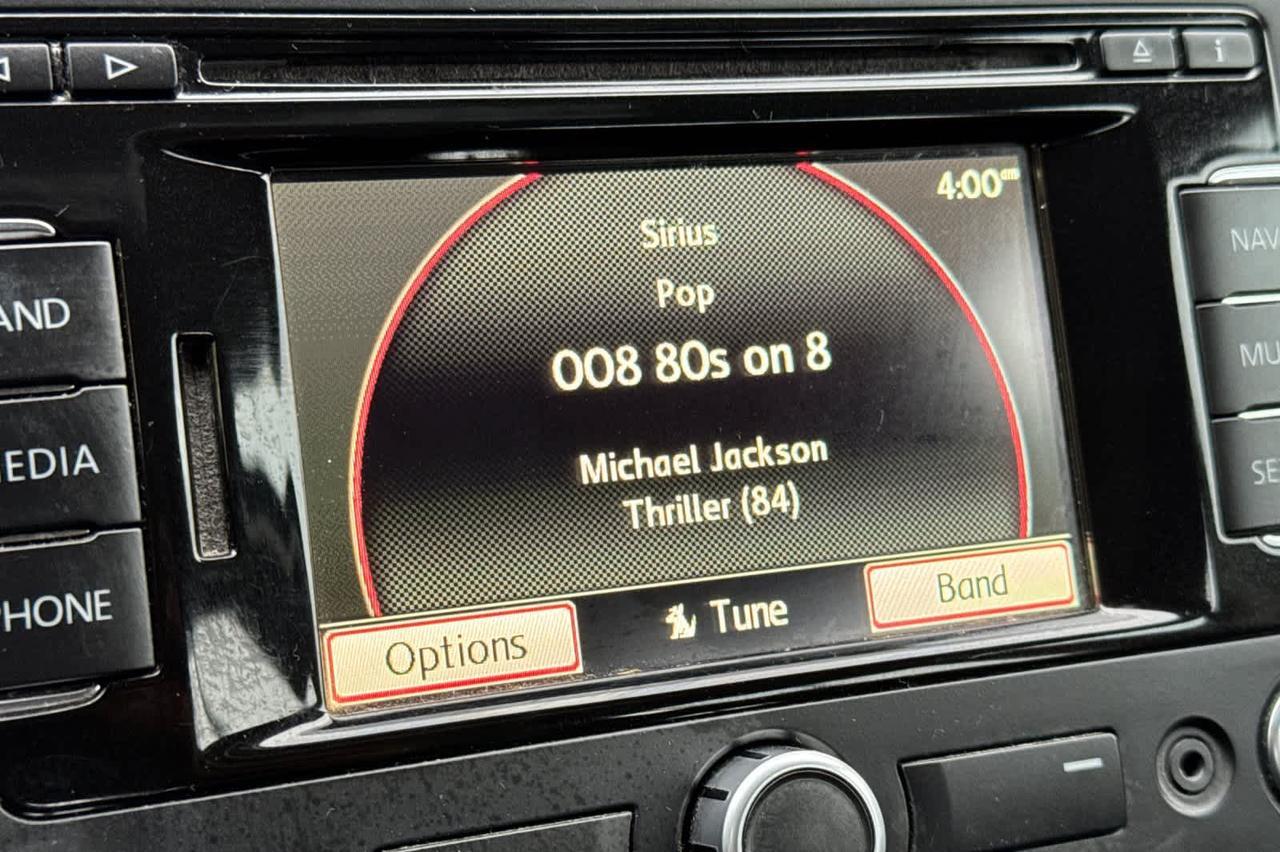 4:00am
Sirius
Pop
008 80s on 8
Michael Jackson
Thriller (84)
Options
Tune
Band
AND
MEDIA
PHONE
NAV
MU
SE
i